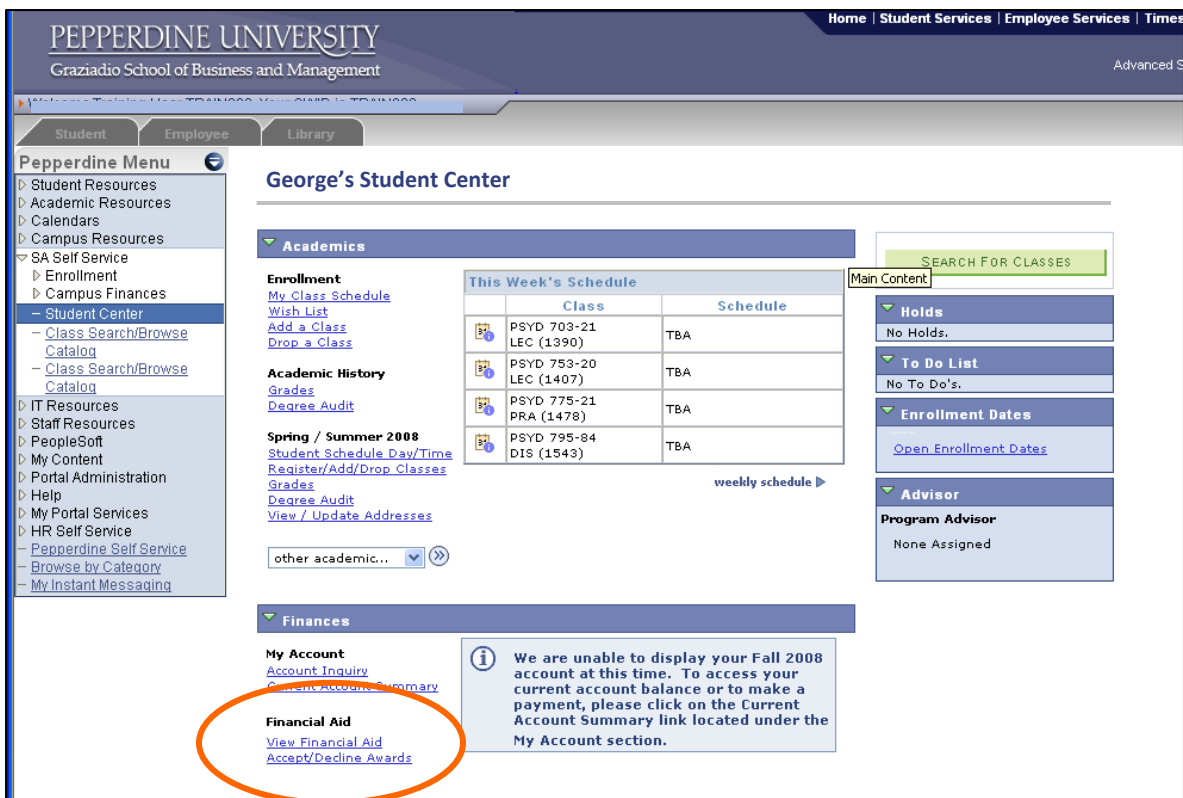 Home | Student Services | Employee Services | Times
PEPPERDINE UNIVERSITY
Graziadio School of Business and Management
Advanced S
Student
Employee
Library
Pepperdine Menu
Student Resources
Academic Resources
Calendars
Campus Resources
SA Self Service
Enrollment
Campus Finances
Student Center
Class Search/Browse
Catalog
Class Search/Browse
Catalog
IT Resources
Staff Resources
PeopleSoft
My Content
Portal Administration
Help
My Portal Services
HR Self Service
Pepperdine Self Service
Browse by Category
My Instant Messaging
George's Student Center
Academics
Enrollment
My Class Schedule
Wish List
Add a Class
Drop a Class
Academic History
Grades
Degree Audit
Spring / Summer 2008
Student Schedule Day/Time
Register/Add/Drop Classes
Grades
Degree Audit
View / Update Addresses
other academic...
This Week's Schedule
Class Schedule
PSYD 703-21
LEC (1390)
TBA
PSYD 753-20
LEC (1407)
TBA
PSYD 775-21
PRA (1478)
TBA
PSYD 795-84
DIS (1543)
TBA
weekly schedule
SEARCH FOR CLASSES
Main Content
Holds
No Holds.
To Do List
No To Do's.
Enrollment Dates
Open Enrollment Dates
Advisor
Program Advisor
None Assigned
Finances
My Account
Account Inquiry
Current Account Summary
Financial Aid
View Financial Aid
Accept/Decline Awards
We are unable to display your Fall 2008
account at this time. To access your
current account balance or to make a
payment, please click on the Current
Account Summary link located under the
My Account section.